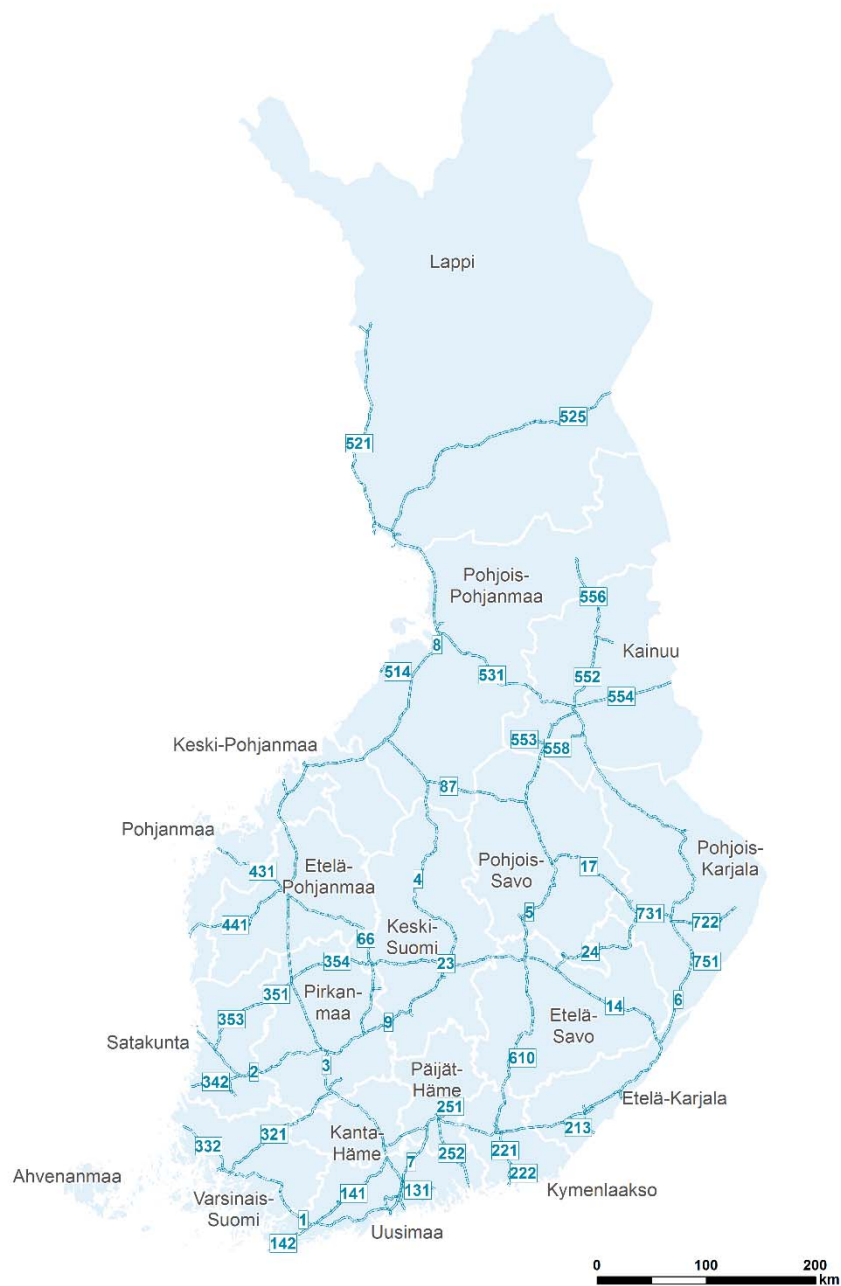 Lappi
525
521
Pohjois-
Pohjanmaa
556
8
Kainuu
514
531
552
554
Keski-Pohjanmaa
553
558
87
Pohjanmaa
431
Etelä-
Pohjanmaa
4
Pohjois-
Savo
17
Pohjois-
Karjala
441
5
731
722
66
Keski-
Suomi
354
23
24
751
351
Pirkan-
maa
353
9
14
6
Etelä-
Savo
Satakunta
2
3
342
610
Päijät-
Häme
251
Etelä-Karjala
332
321
Kanta-
Häme
213
221
252
222
7
Ahvenanmaa
Varsinais-
Suomi
141
131
Kymenlaakso
1
142
Uusimaa
0
100
200
km